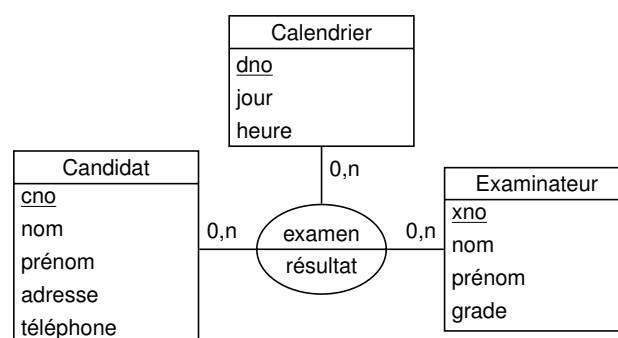 Calendrier
dno
jour
heure
0,n
Candidat
cno
nom
prénom
adresse
téléphone
0,n
examen
résultat
0,n
Examinateur
xno
nom
prénom
grade